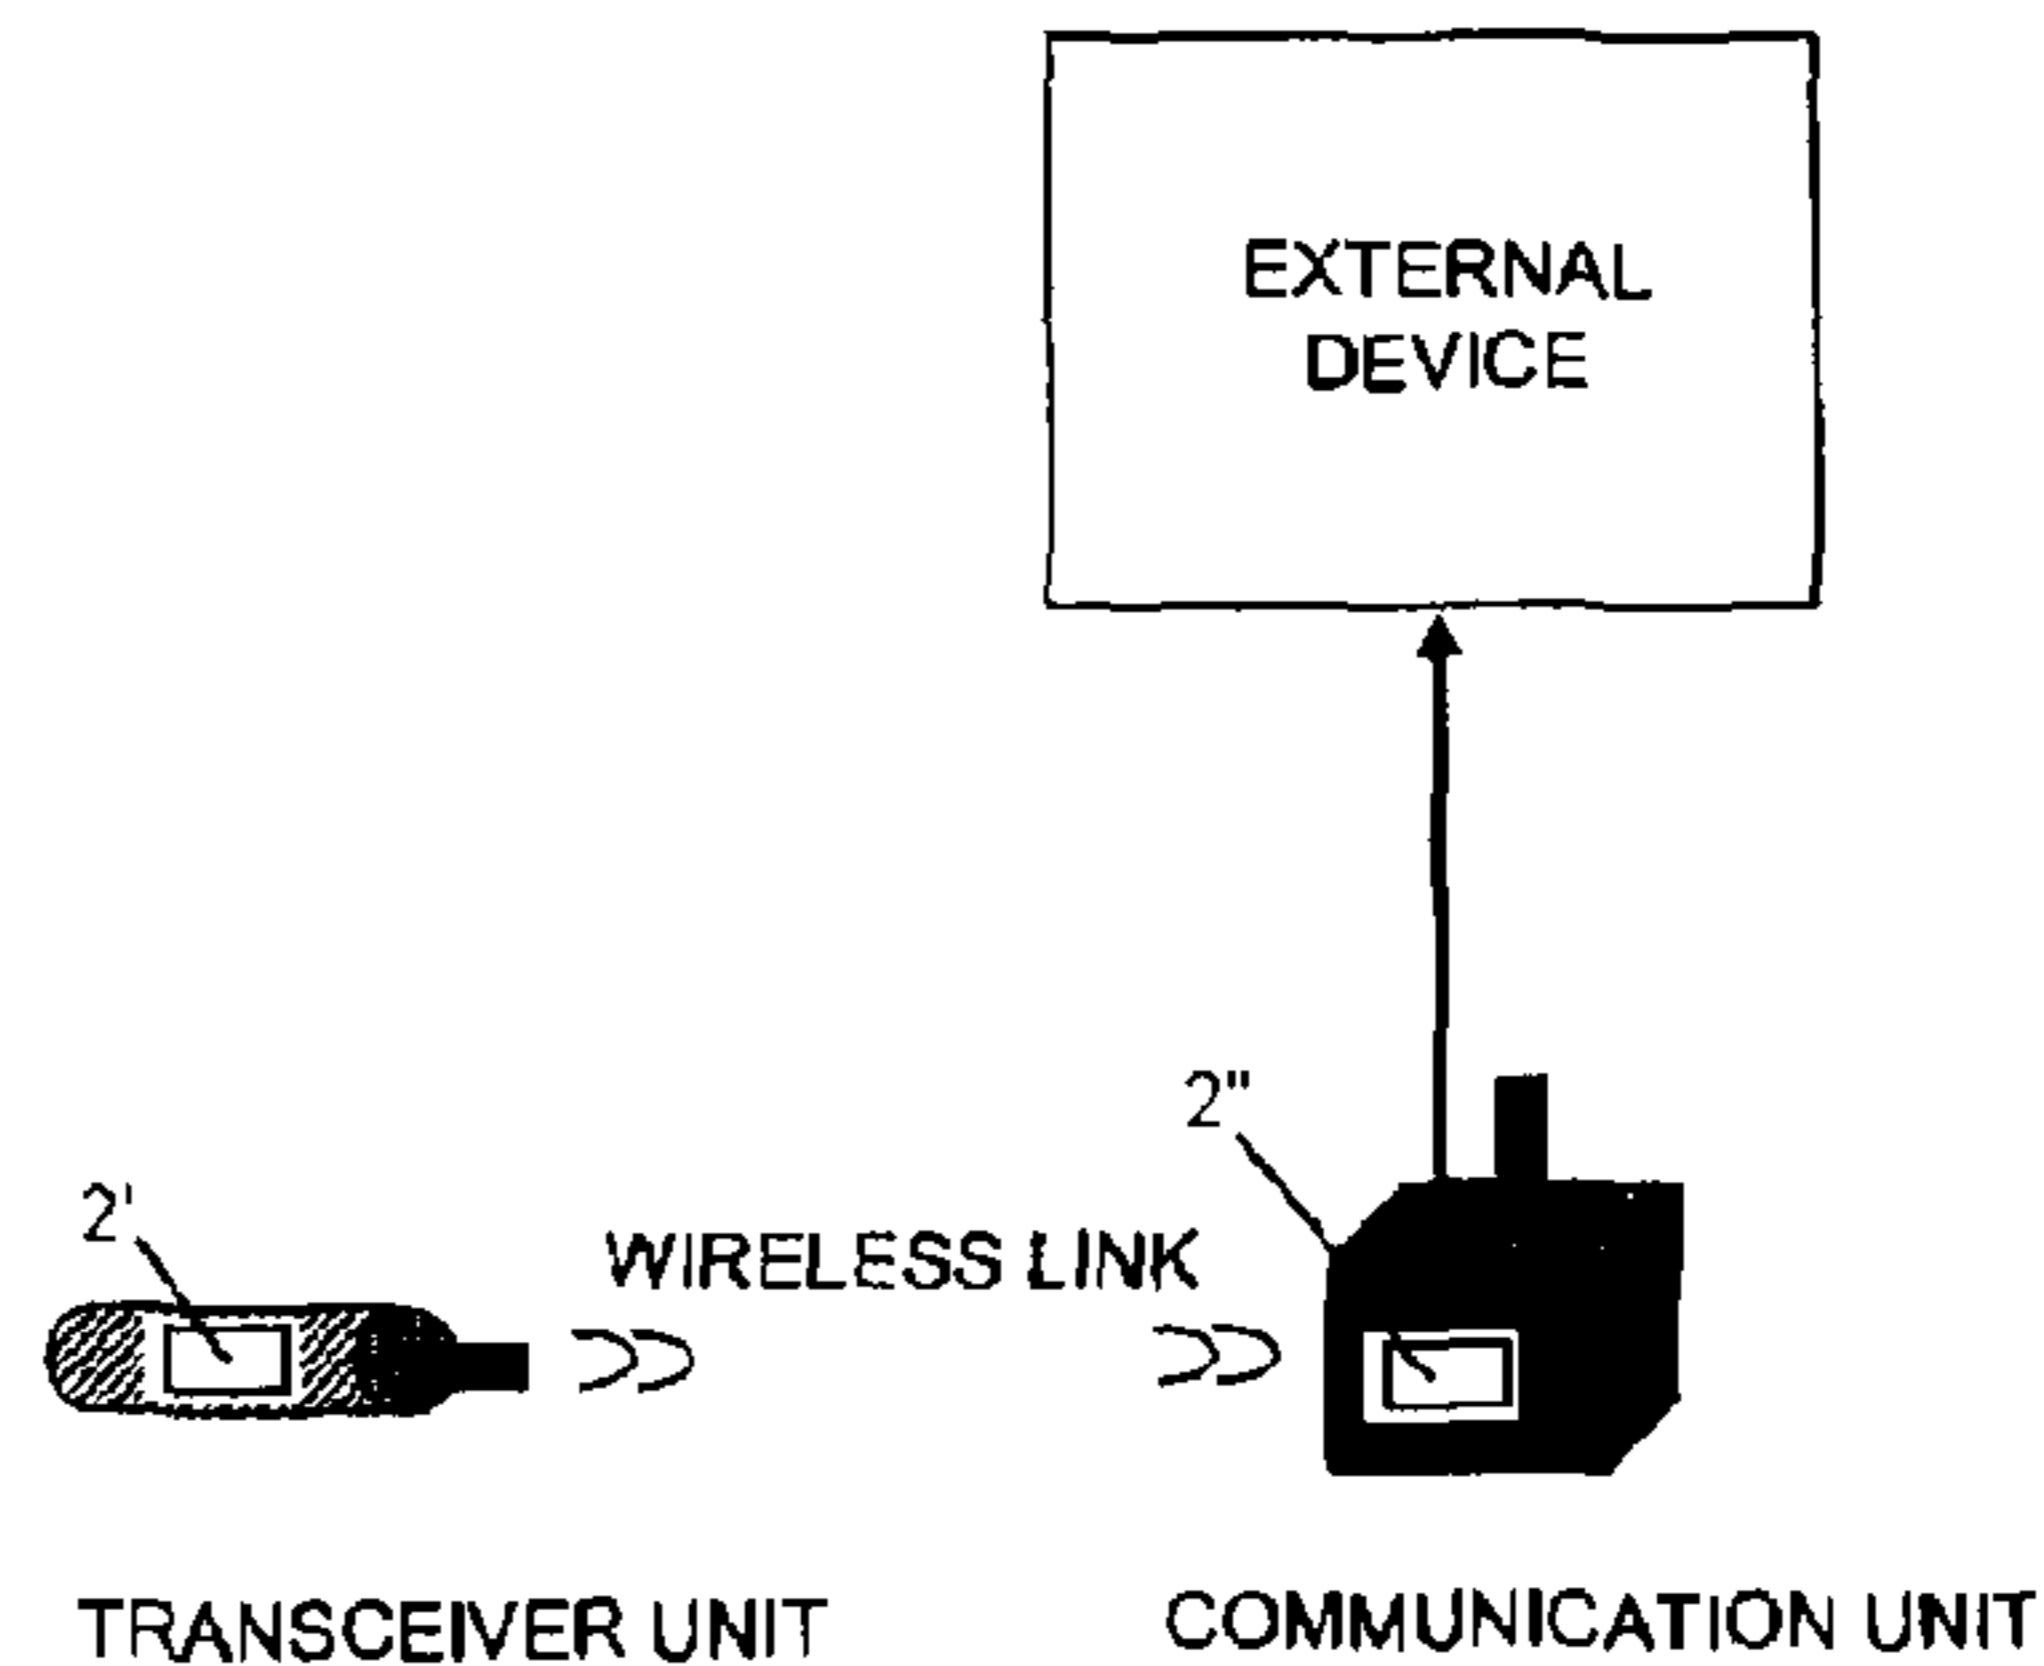 EXTERNAL
DEVICE
2"
2'
WIRELESS LINK
TRANSCEIVER UNIT
COMMUNICATION UNIT